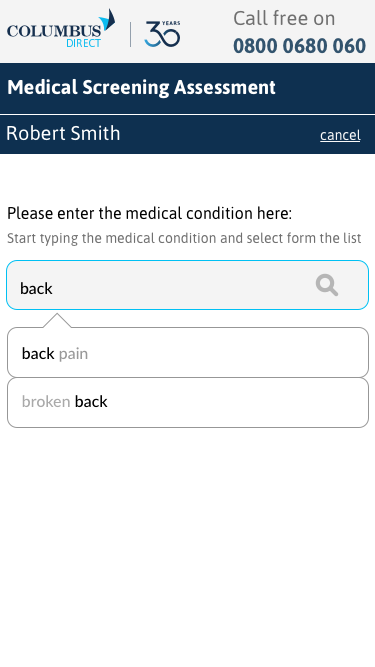 COLUMBUS
DIRECT
30 YEARS
Call free on
0800 0680 060
Medical Screening Assessment
Robert Smith
cancel
Please enter the medical condition here:
Start typing the medical condition and select form the list
back
back pain
broken back